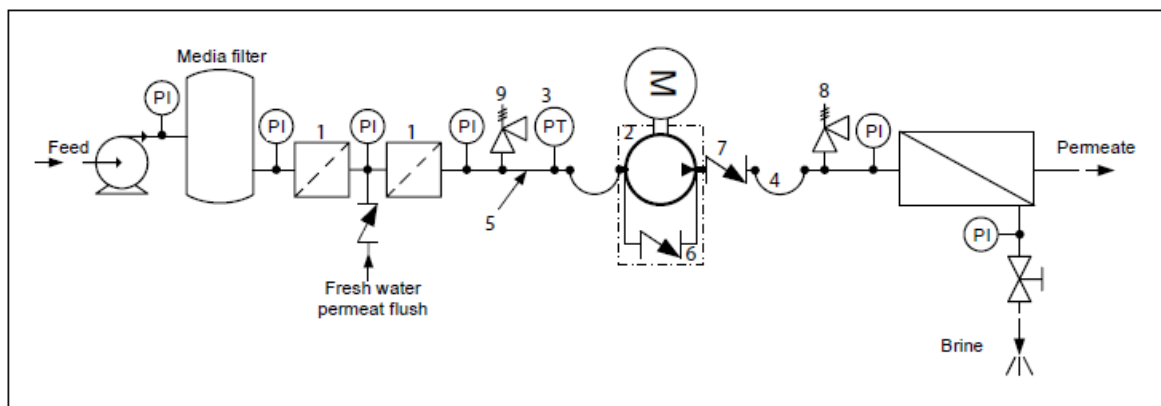 Media filter
Feed
PI
PI
1
PI
1
PI
9
3
PT
5
Fresh water
permeat flush
M
2
6
7
4
8
PI
Permeate
PI
Brine